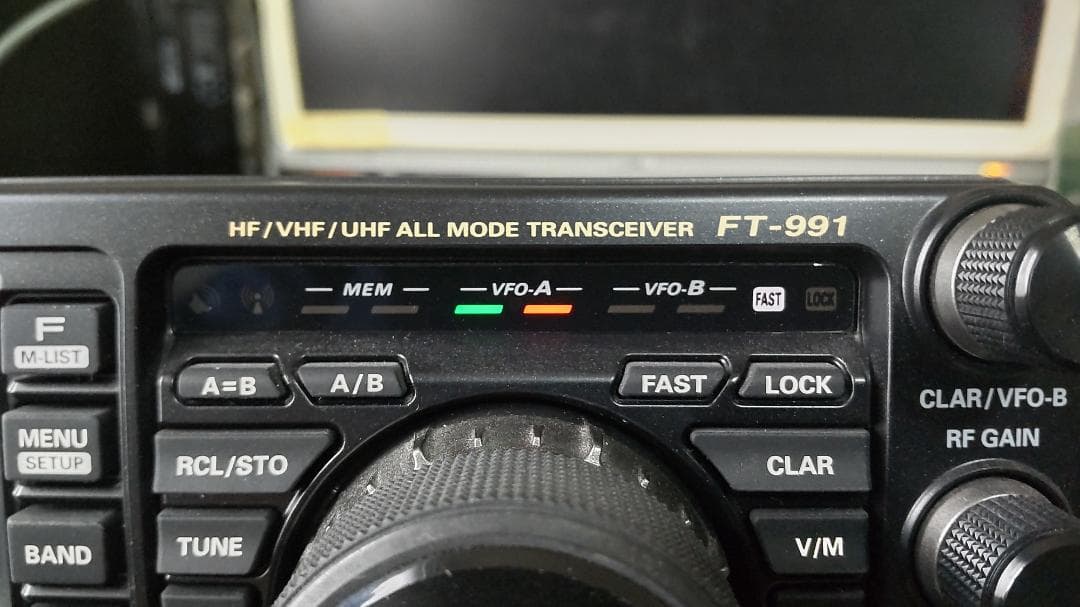 HF/VHF/UHF ALL MODE TRANSCEIVER FT-991
MEM VFO-A VFO-B FAST LOCK
F
M-LIST
A=B A/B FAST LOCK
CLAR/VFO-B
MENU
SETUP
RF GAIN
RCL/STO CLAR
BAND
TUNE V/M